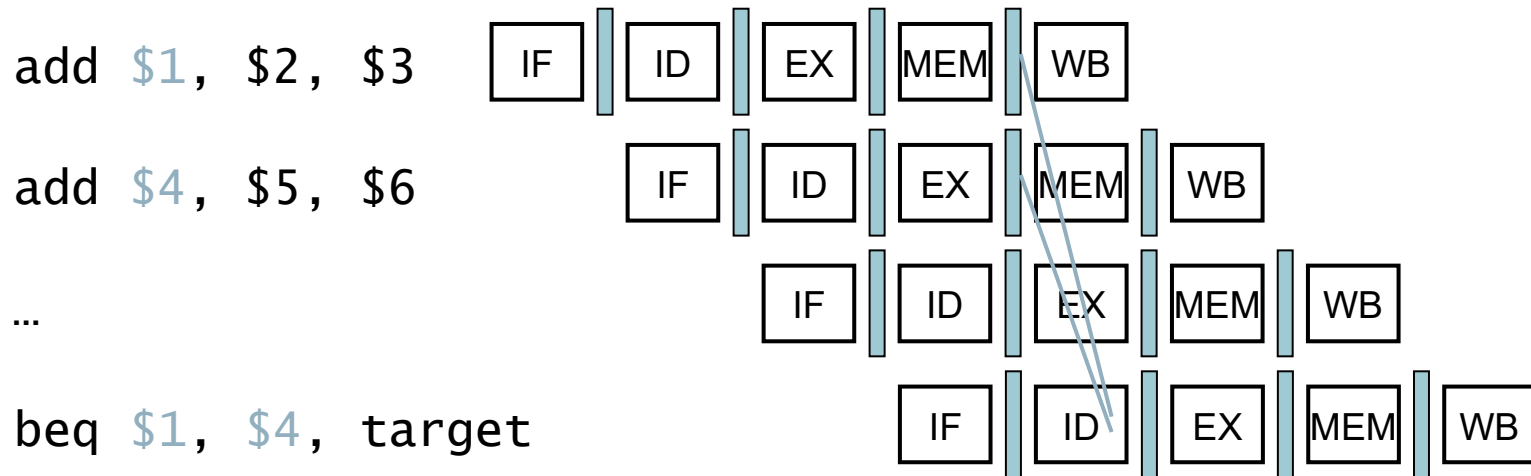 add $1, $2, $3 IF ID EX MEM WB
add $4, $5, $6 IF ID EX MEM WB
… IF ID EX MEM WB
beq $1, $4, target IF ID EX MEM WB